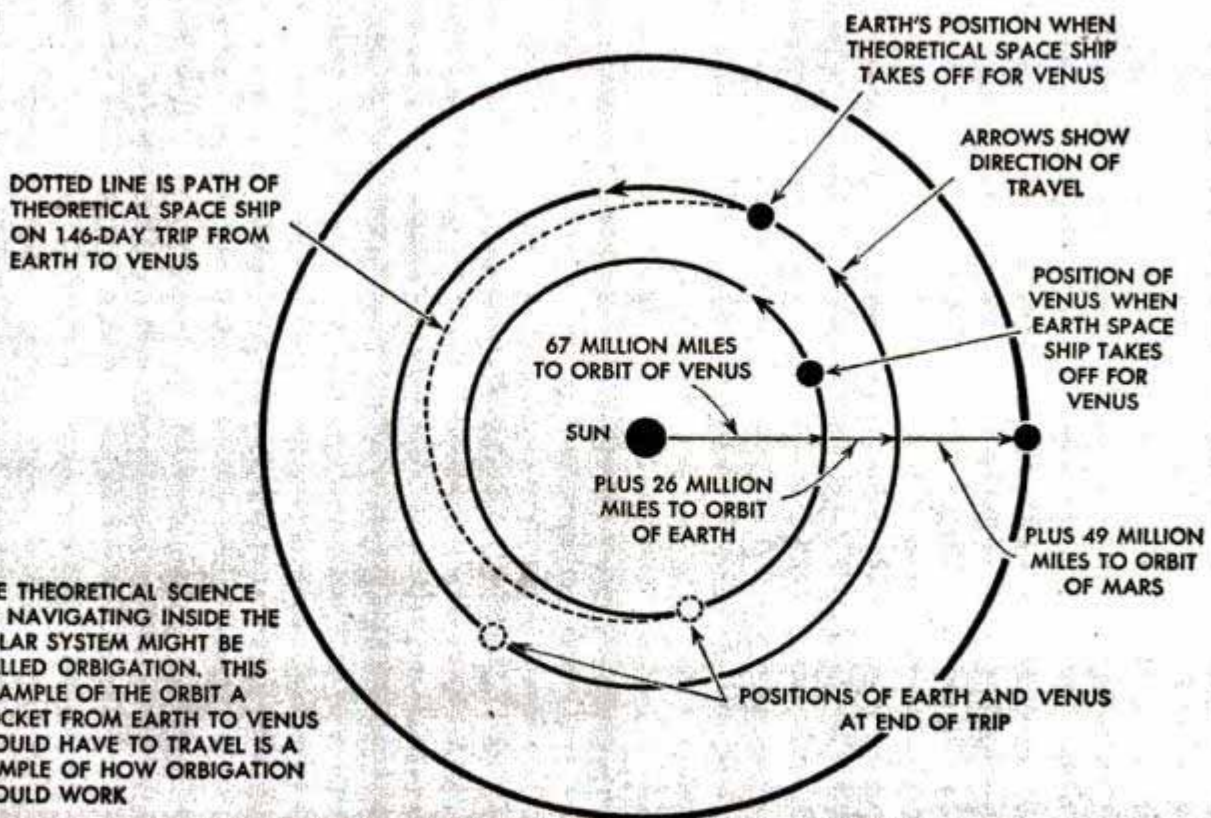 EARTH'S POSITION WHEN
THEORETICAL SPACE SHIP
TAKES OFF FOR VENUS
ARROWS SHOW
DIRECTION OF
TRAVEL
DOTTED LINE IS PATH OF
THEORETICAL SPACE SHIP
ON 146-DAY TRIP FROM
EARTH TO VENUS
POSITION OF
VENUS WHEN
EARTH SPACE
SHIP TAKES
OFF FOR
VENUS
67 MILLION MILES
TO ORBIT OF VENUS
SUN
PLUS 26 MILLION
MILES TO ORBIT
OF EARTH
PLUS 49 MILLION
MILES TO ORBIT
OF MARS
E THEORETICAL SCIENCE
NAVIGATING INSIDE THE
LAR SYSTEM MIGHT BE
LLED ORBIGATION. THIS
AMPLE OF THE ORBIT A
CKET FROM EARTH TO VENUS
OULD HAVE TO TRAVEL IS A
MPLE OF HOW ORBIGATION
OULD WORK
POSITIONS OF EARTH AND VENUS
AT END OF TRIP